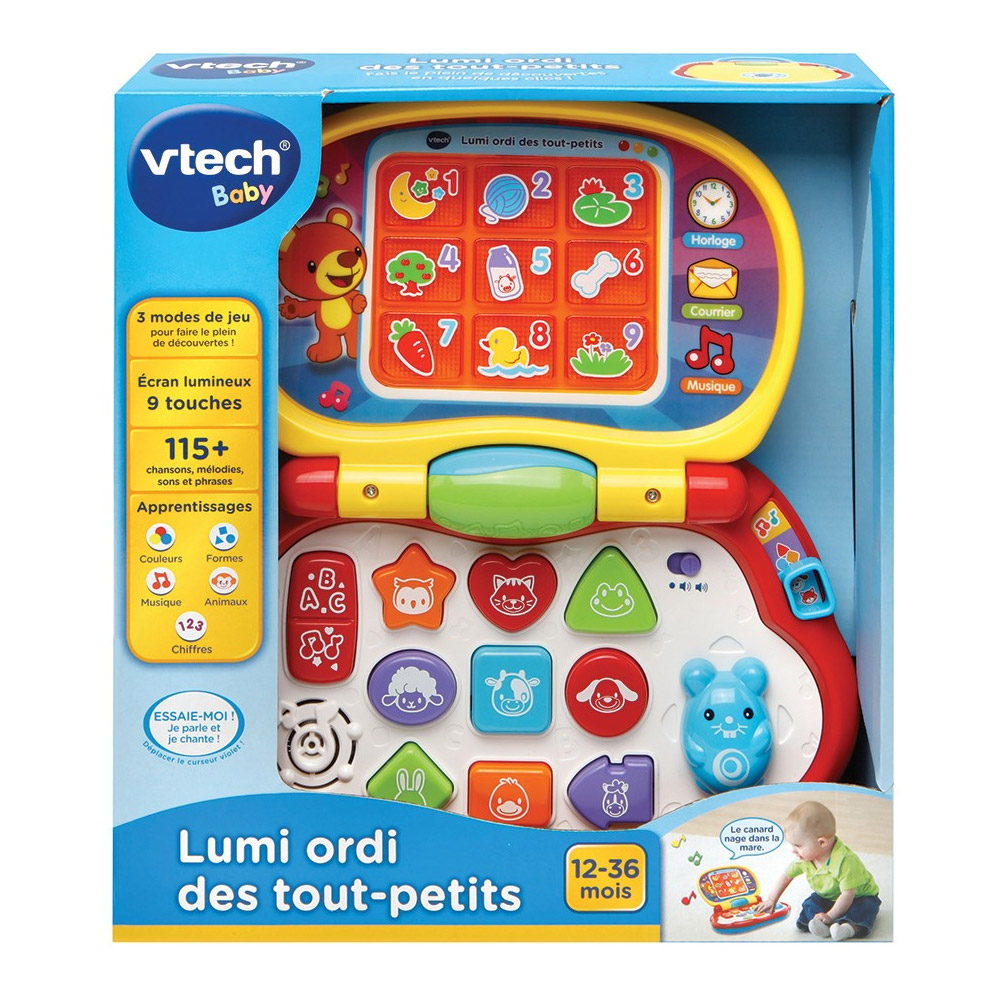 vtech Baby
Lumi ordi
des tout-petits
Fais le plein de découvertes
en quelques clics !
vtech®
Baby
vtech Lumi ordi des tout-petits
1
2
3
4
5
6
7
8
9
Horloge
Courrier
Musique
3 modes de jeu
pour faire le plein
de découvertes !
Écran lumineux
9 touches
115+
chansons, mélodies,
sons et phrases
Apprentissages
Couleurs
Formes
Musique
Animaux
123
Chiffres
B
A C
ESSAIE-MOI !
Je parle et
je chante !
Déplacer le curseur violet !
Lumi ordi
des tout-petits
12-36
mois
Le canard
nage dans la
mare.